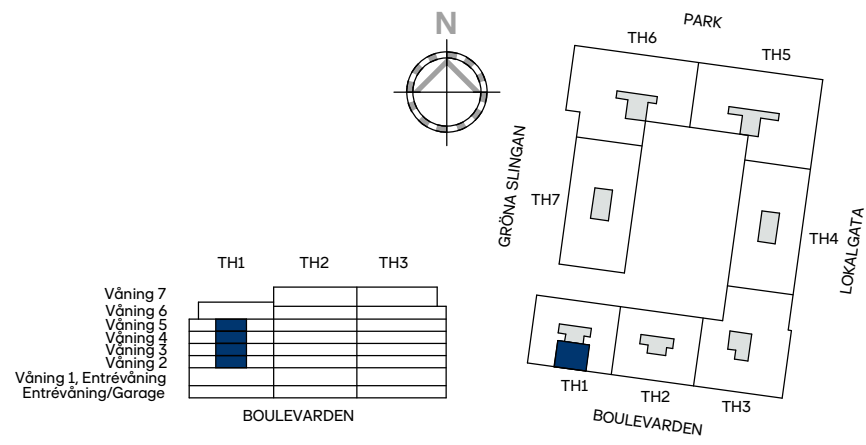 N
PARK
TH6
TH5
GRÖNA SLINGAN
TH7
TH4
LOKALGATA
TH1
TH2
TH3
BOULEVARDEN
TH1
TH2
TH3
Våning 7
Våning 6
Våning 5
Våning 4
Våning 3
Våning 2
Våning 1, Entrévåning
Entrévåning/Garage
BOULEVARDEN